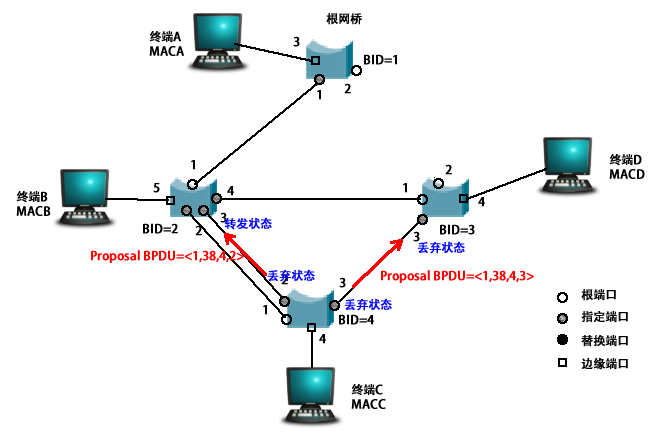 根网桥
终端A
MACA
3
BID=1
1
2
终端B
MACB
5
1
4
BID=2
2
3
转发状态
Proposal BPDU=<1,38,4,2>
丢弃状态
终端D
MACD
2
1
4
3
BID=3
丢弃状态
Proposal BPDU=<1,38,4,3>
2
3
丢弃状态
1
BID=4
4
终端C
MACC
根端口
指定端口
替换端口
边缘端口